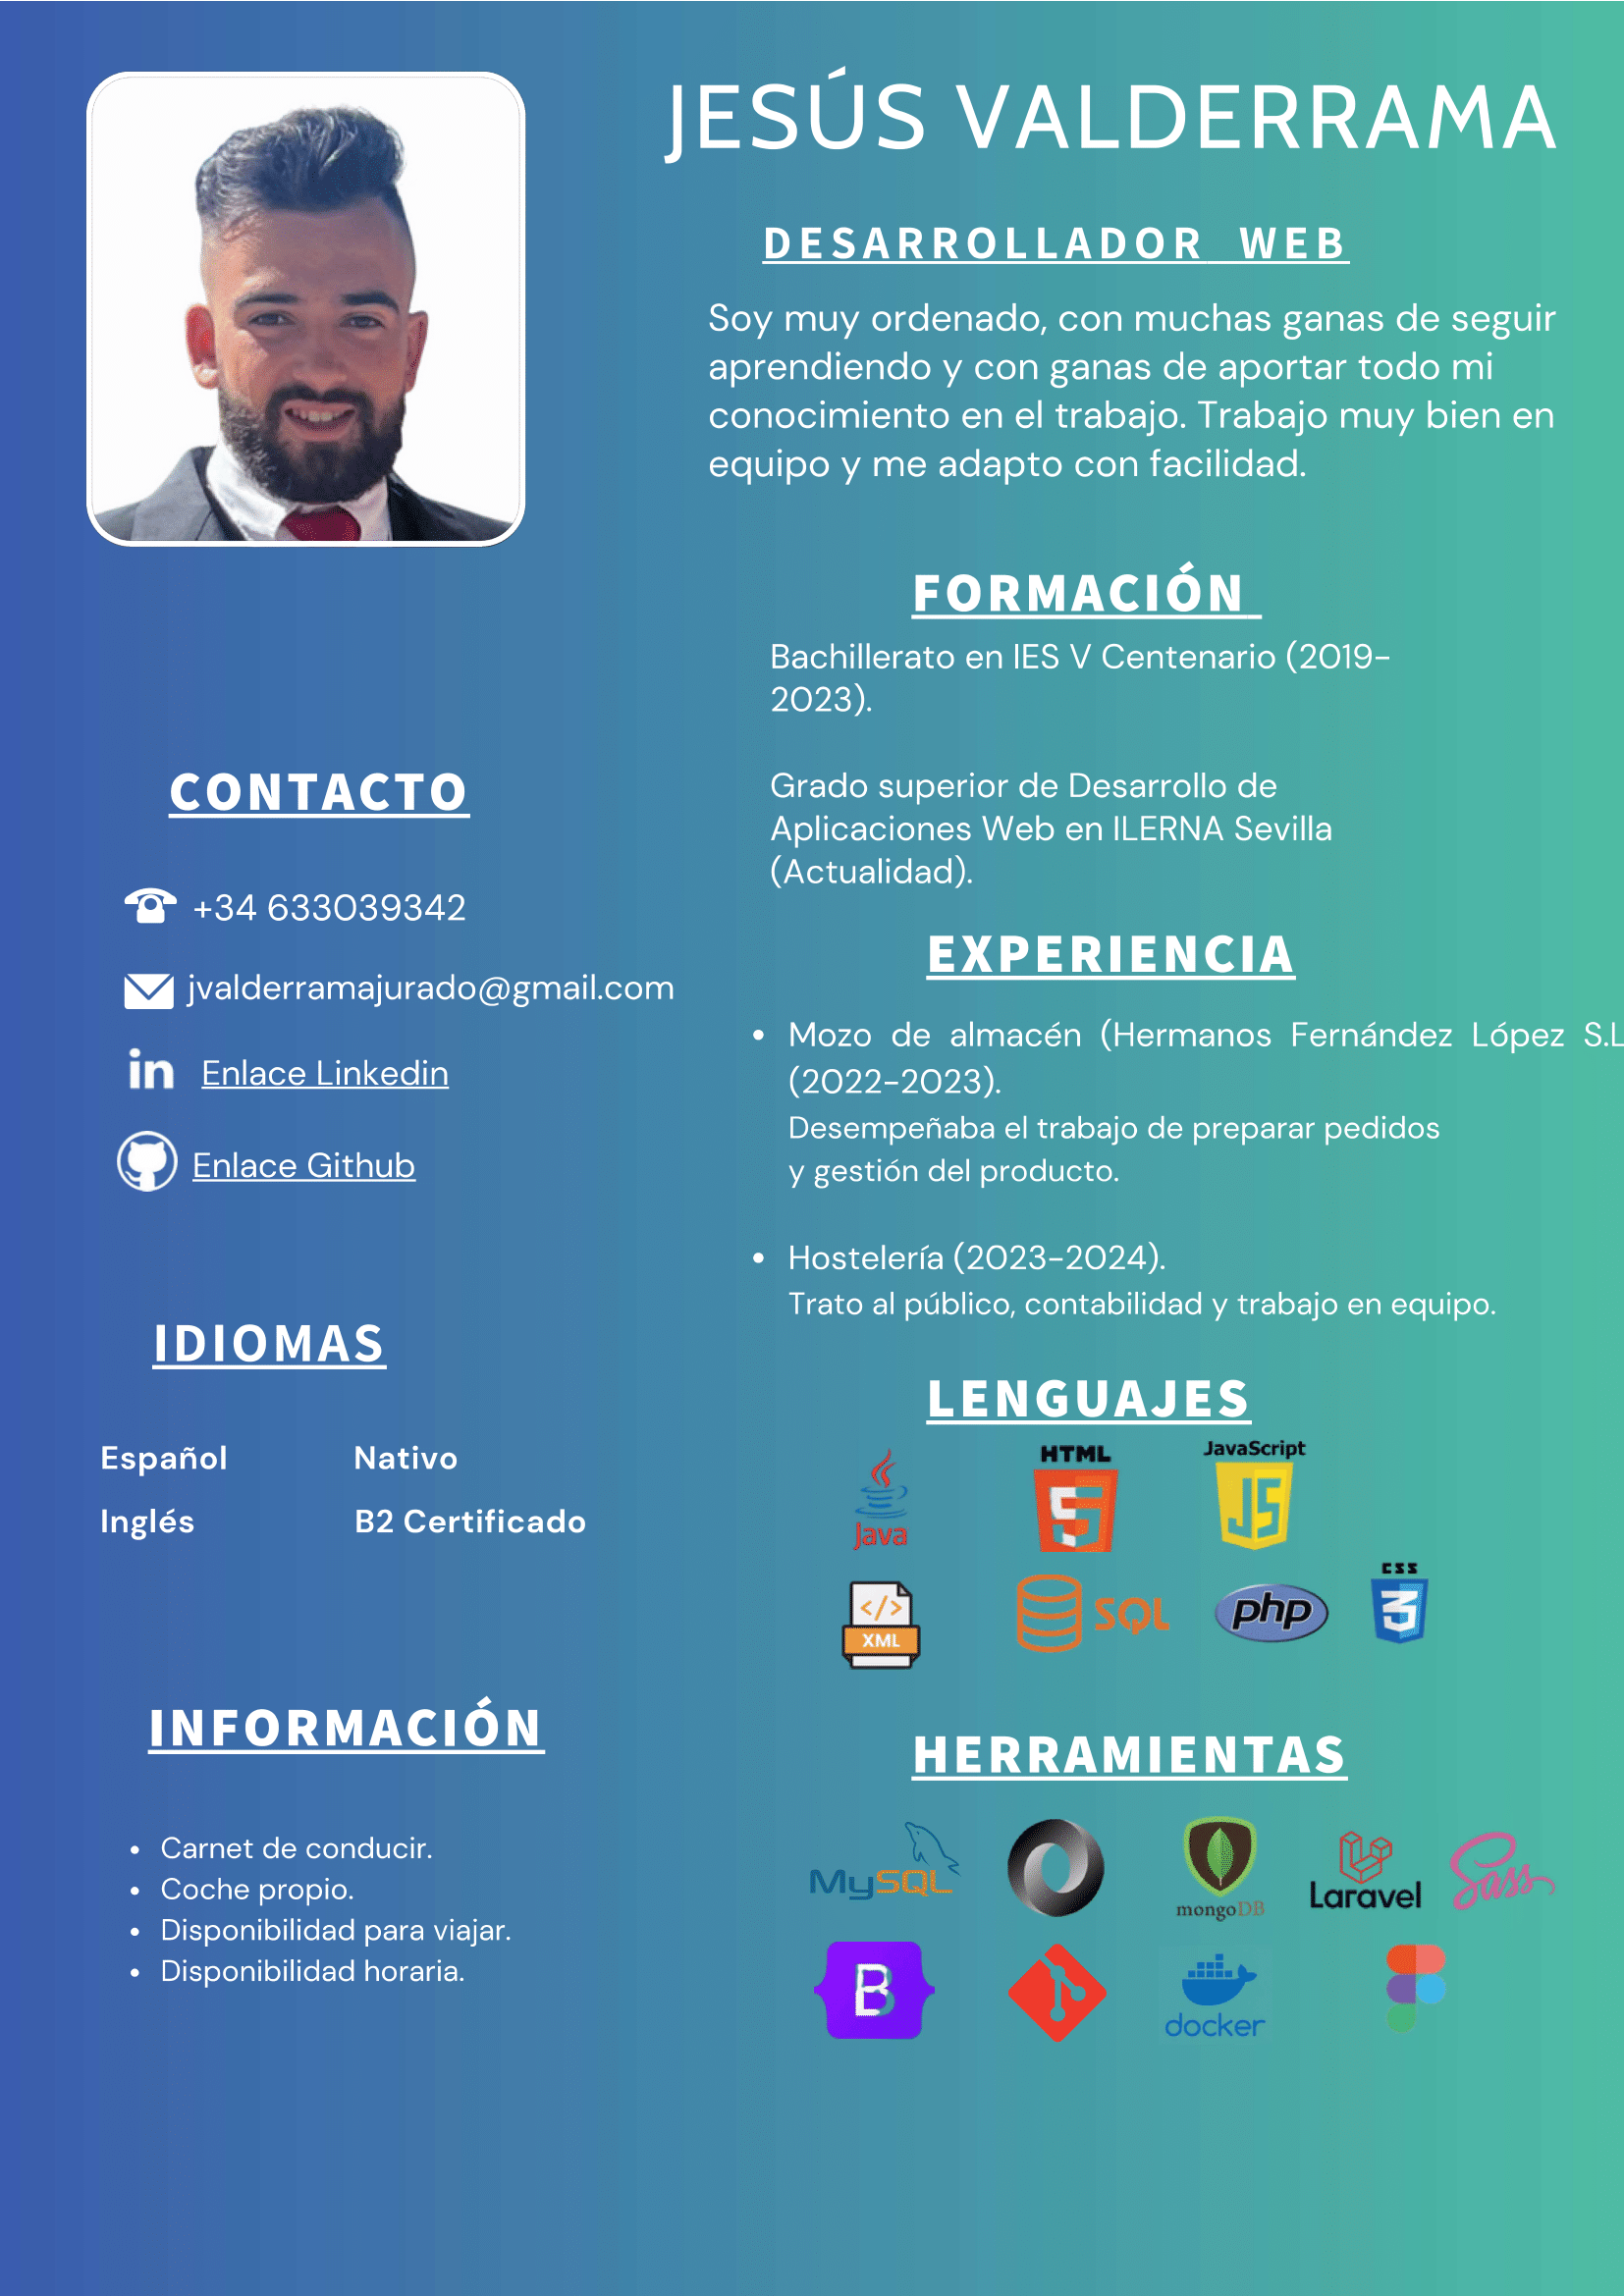 JESÚS VALDERRAMA
DESARROLLADOR WEB
Soy muy ordenado, con muchas ganas de seguir
aprendiendo y con ganas de aportar todo mi
conocimiento en el trabajo. Trabajo muy bien en
equipo y me adapto con facilidad.
FORMACIÓN
Bachillerato en IES V Centenario (2019-
2023).
Grado superior de Desarrollo de
Aplicaciones Web en ILERNA Sevilla
(Actualidad).
EXPERIENCIA
• Mozo de almacén (Hermanos Fernández López S.L
(2022-2023).
Desempeñaba el trabajo de preparar pedidos
y gestión del producto.
• Hostelería (2023-2024).
Trato al público, contabilidad y trabajo en equipo.
LENGUAJES
Java
HTML
5
JavaScript
JS
</>
XML
SQL
php
CSS
3
HERRAMIENTAS
MySQL
mongoDB
Laravel
Sass
B
docker
CONTACTO
+34 633039342
jvalderramajurado@gmail.com
in Enlace Linkedin
Enlace Github
IDIOMAS
Español Nativo
Inglés B2 Certificado
INFORMACIÓN
• Carnet de conducir.
• Coche propio.
• Disponibilidad para viajar.
• Disponibilidad horaria.